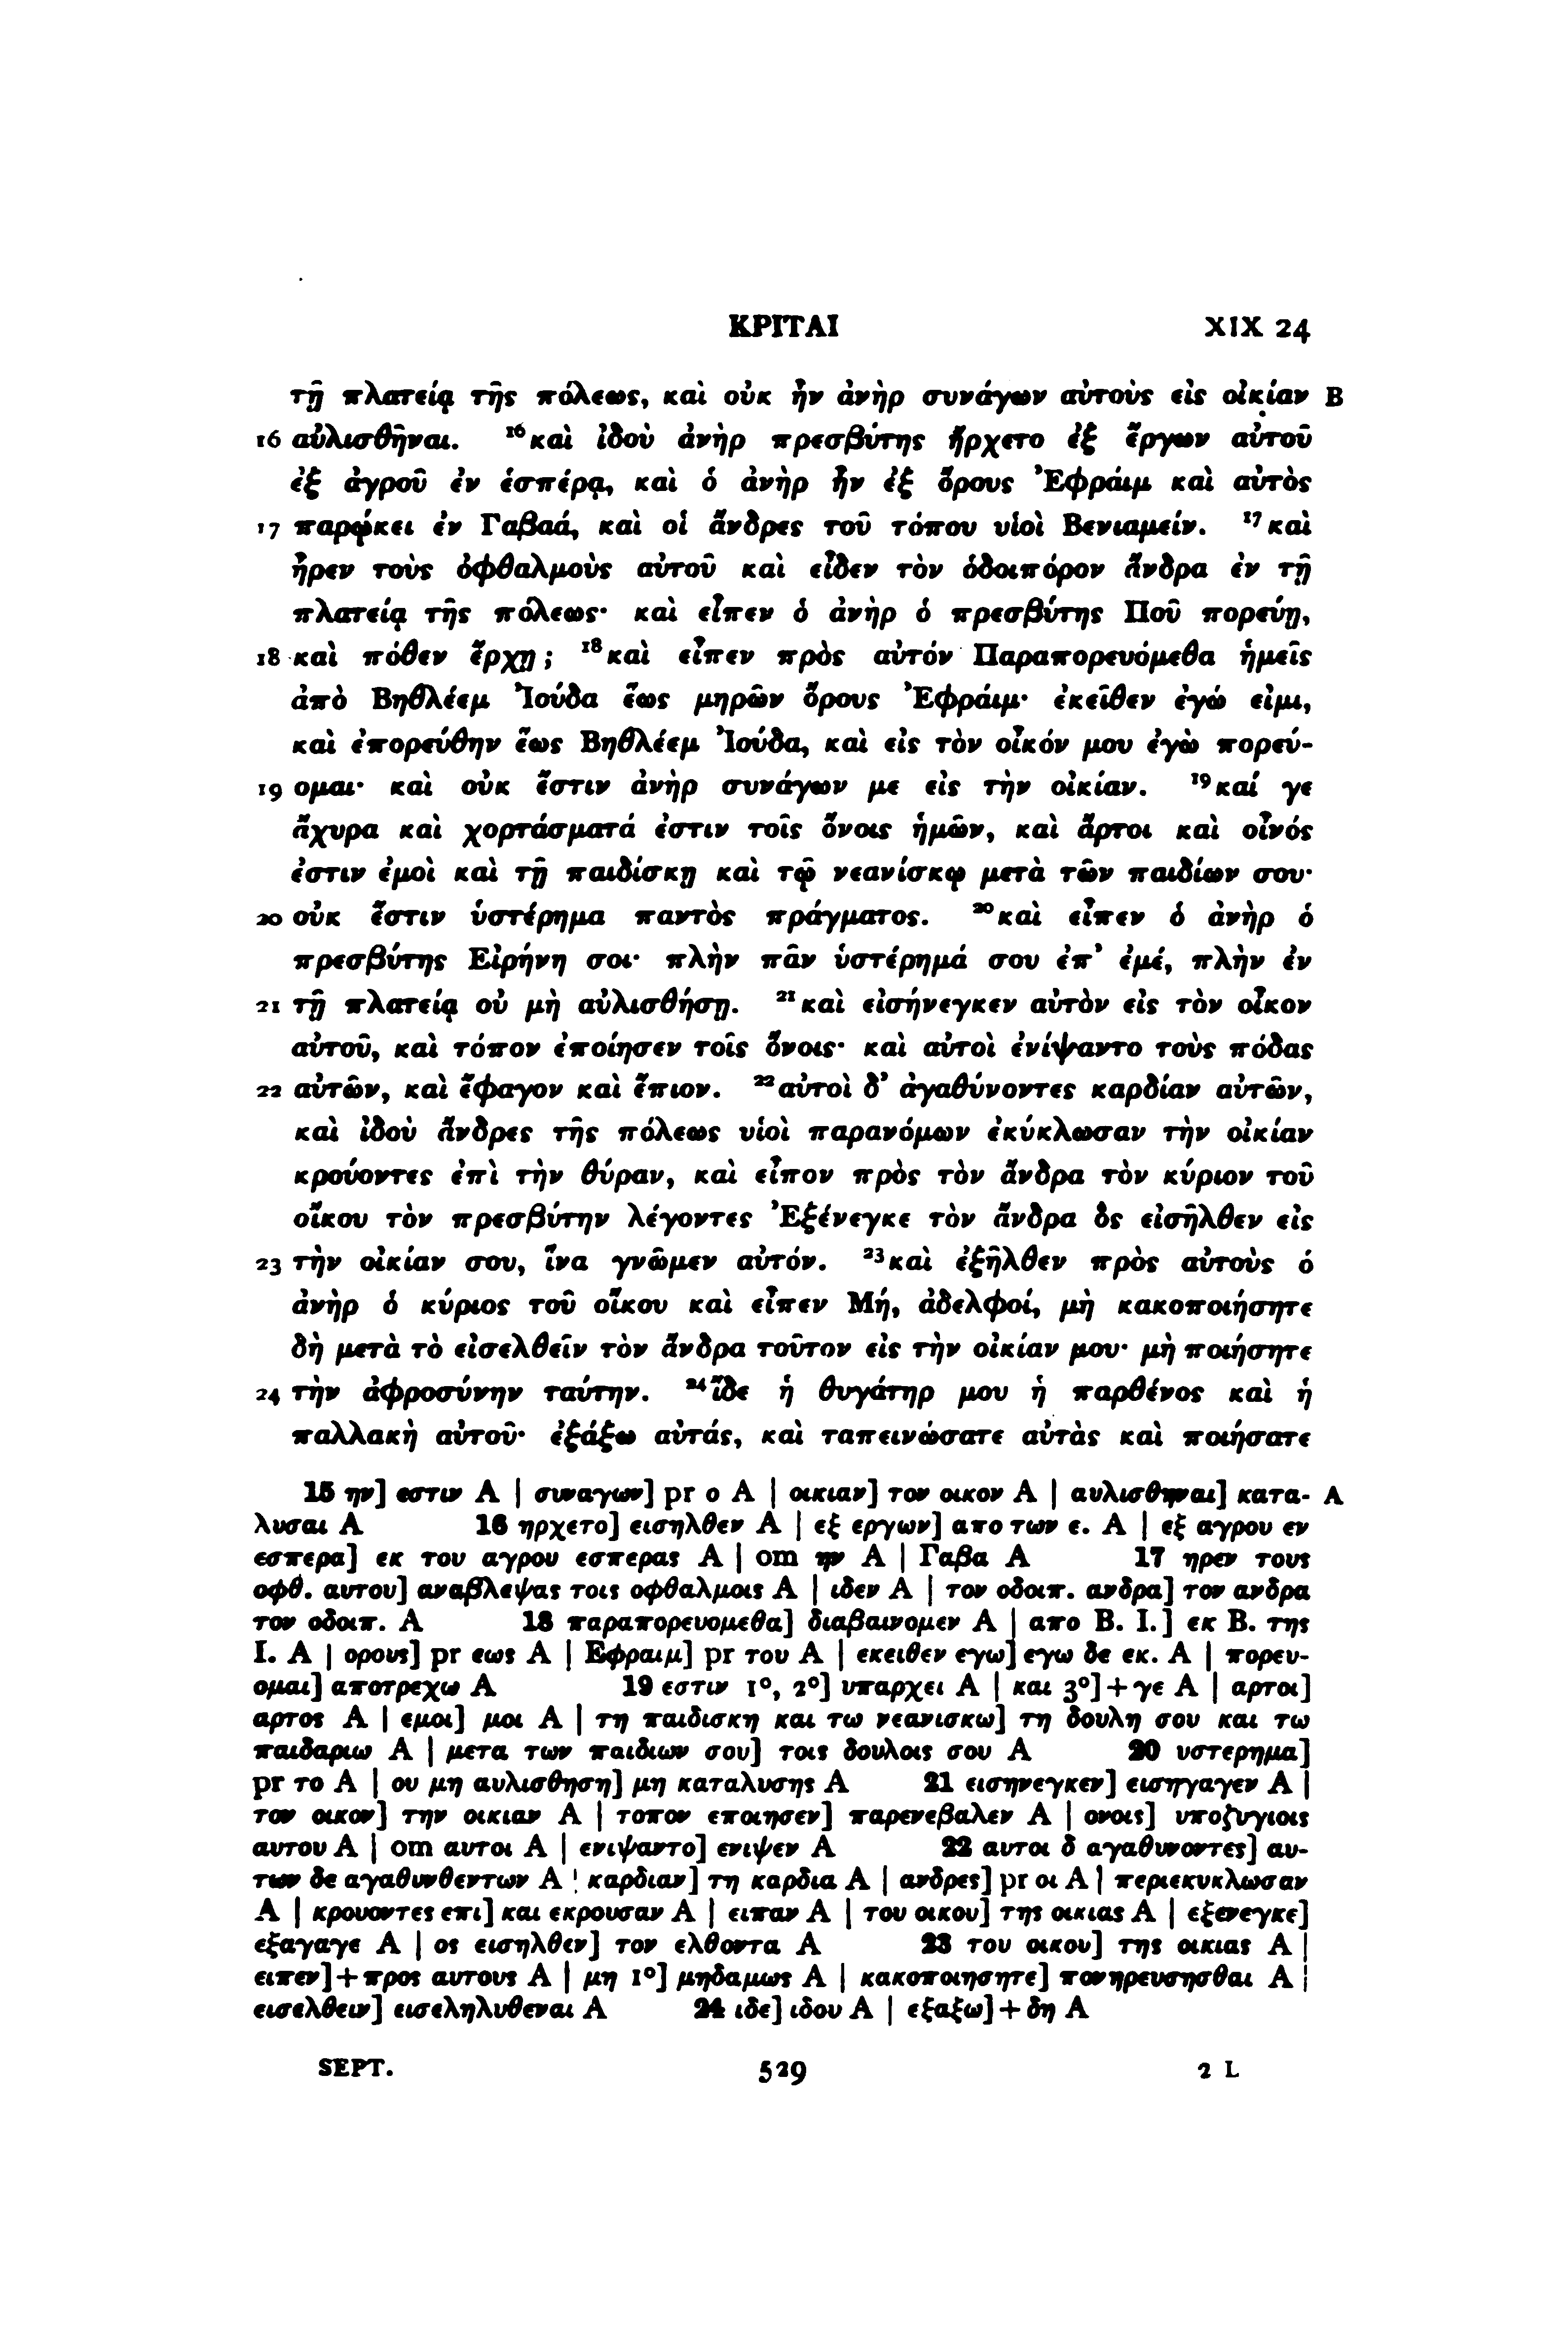 ΚΡΙΤΑΙ XIX 24
τῇ πλατείᾳ τῆς πόλεως, καὶ οὐκ ἦν ἀνὴρ συνάγων αὐτοὺς εἰς οἰκίαν B
16 αὐλισθῆναι. ¹⁶καὶ ἰδοὺ ἀνὴρ πρεσβύτης ἤρχετο ἐξ ἔργων αὐτοῦ
ἐξ ἀγροῦ ἐν ἑσπέρᾳ, καὶ ὁ ἀνὴρ ἦν ἐξ ὄρους Ἐφράιμ καὶ αὐτὸς
17 παρῴκει ἐν Γαβαά, καὶ οἱ ἄνδρες τοῦ τόπου υἱοὶ Βενιαμείν. ¹⁷καὶ
ἦρεν τοὺς ὀφθαλμοὺς αὐτοῦ καὶ εἶδεν τὸν ὁδοιπόρον ἄνδρα ἐν τῇ
πλατείᾳ τῆς πόλεως· καὶ εἶπεν ὁ ἀνὴρ ὁ πρεσβύτης Ποῦ πορεύῃ,
18 καὶ πόθεν ἔρχῃ; ¹⁸καὶ εἶπεν πρὸς αὐτόν Παραπορευόμεθα ἡμεῖς
ἀπὸ Βηθλέεμ Ἰούδα ἕως μηρῶν ὄρους Ἐφράιμ· ἐκεῖθεν ἐγώ εἰμι,
καὶ ἐπορεύθην ἕως Βηθλέεμ Ἰούδα, καὶ εἰς τὸν οἶκόν μου ἐγὼ πορεύ-
19 ομαι· καὶ οὐκ ἔστιν ἀνὴρ συνάγων με εἰς τὴν οἰκίαν. ¹⁹καί γε
ἄχυρα καὶ χορτάσματά ἐστιν τοῖς ὄνοις ἡμῶν, καὶ ἄρτοι καὶ οἶνός
ἐστιν ἐμοὶ καὶ τῇ παιδίσκῃ καὶ τῷ νεανίσκῳ μετὰ τῶν παιδίων σου·
20 οὐκ ἔστιν ὑστέρημα παντὸς πράγματος. ²⁰καὶ εἶπεν ὁ ἀνὴρ ὁ
πρεσβύτης Εἰρήνη σοι· πλὴν πᾶν ὑστέρημά σου ἐπ’ ἐμέ, πλὴν ἐν
21 τῇ πλατείᾳ οὐ μὴ αὐλισθήσῃ. ²¹καὶ εἰσήνεγκεν αὐτὸν εἰς τὸν οἶκον
αὐτοῦ, καὶ τόπον ἐποίησεν τοῖς ὄνοις· καὶ αὐτοὶ ἐνίψαντο τοὺς πόδας
22 αὐτῶν, καὶ ἔφαγον καὶ ἔπιον. ²²αὐτοὶ δ’ ἀγαθύνοντες καρδίαν αὐτῶν,
καὶ ἰδοὺ ἄνδρες τῆς πόλεως υἱοὶ παρανόμων ἐκύκλωσαν τὴν οἰκίαν
κρούοντες ἐπὶ τὴν θύραν, καὶ εἶπον πρὸς τὸν ἄνδρα τὸν κύριον τοῦ
οἴκου τὸν πρεσβύτην λέγοντες Ἐξένεγκε τὸν ἄνδρα ὃς εἰσῆλθεν εἰς
23 τὴν οἰκίαν σου, ἵνα γνῶμεν αὐτόν. ²³καὶ ἐξῆλθεν πρὸς αὐτοὺς ὁ
ἀνὴρ ὁ κύριος τοῦ οἴκου καὶ εἶπεν Μή, ἀδελφοί, μὴ κακοποιήσητε
δὴ μετὰ τὸ εἰσελθεῖν τὸν ἄνδρα τοῦτον εἰς τὴν οἰκίαν μου· μὴ ποιήσητε
24 τὴν ἀφροσύνην ταύτην. ²⁴ἴδε ἡ θυγάτηρ μου ἡ παρθένος καὶ ἡ
παλλακὴ αὐτοῦ· ἐξάξω αὐτάς, καὶ ταπεινώσατε αὐτὰς καὶ ποιήσατε
15 ην] εστιν A | συναγων] pr ο A | οικιαν] τον οικον A | αυλισθηναι] κατα- A
λυσαι A 16 ηρχετο] εισηλθεν A | εξ εργων] απο των ε. A | εξ αγρου εν
εσπερα] εκ του αγρου εσπερας A | om ην A | Γαβα A 17 ηρεν τους
οφθ. αυτου] αναβλεψας τοις οφθαλμοις A | ιδεν A | τον οδοιπ. ανδρα] τον ανδρα
τον οδοιπ. A 18 παραπορευομεθα] διαβαινομεν A | απο Β. Ι.] εκ Β. της
Ι. A | ορους] pr εως A | Εφραιμ] pr του A | εκειθεν εγω] εγω δε εκ. A | πορευ-
ομαι] αποτρεχω A 19 εστιν 1°, 2°] υπαρχει A | και 3°]+γε A | αρτοι]
αρτος A | εμοι] μοι A | τη παιδισκη και τω νεανισκω] τη δουλη σου και τω
παιδαριω A | μετα των παιδιων σου] τοις δουλοις σου A 20 υστερημα]
pr το A | ου μη αυλισθηση] μη καταλυσης A 21 εισηνεγκεν] εισηγαγεν A |
τον οικον] την οικιαν A | τοπον εποιησεν] παρενεβαλεν A | ονοις] υποζυγιοις
αυτου A | om αυτοι A | ενιψαντο] ενιψεν A 22 αυτοι δ αγαθυνοντες] αυ-
των δε αγαθυνθεντων A | καρδιαν] τη καρδια A | ανδρες] pr οι A | περιεκυκλωσαν
A | κρουοντες επι] και εκρουσαν A | ειπαν A | του οικου] της οικιας A | εξενεγκε]
εξαγαγε A | ος εισηλθεν] τον ελθοντα A 23 του οικου] της οικιας A |
ειπεν]+προς αυτους A | μη 1°] μηδαμως A | κακοποιησητε] πονηρευσησθαι A |
εισελθειν] εισεληλυθεναι A 24 ιδε] ιδου A | εξαξω]+δη A
SEPT. 529 2 L